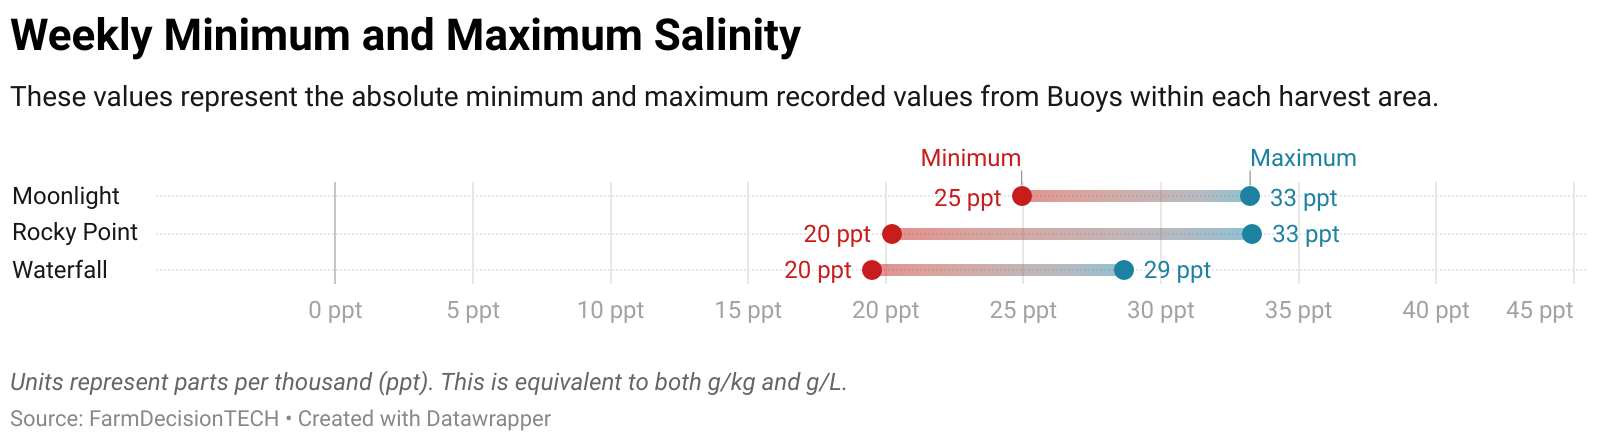 Weekly Minimum and Maximum Salinity
These values represent the absolute minimum and maximum recorded values from Buoys within each harvest area.
Minimum Maximum
Moonlight 25 ppt 33 ppt
Rocky Point 20 ppt 33 ppt
Waterfall 20 ppt 29 ppt
0 ppt 5 ppt 10 ppt 15 ppt 20 ppt 25 ppt 30 ppt 35 ppt 40 ppt 45 ppt
Units represent parts per thousand (ppt). This is equivalent to both g/kg and g/L.
Source: FarmDecisionTECH • Created with Datawrapper